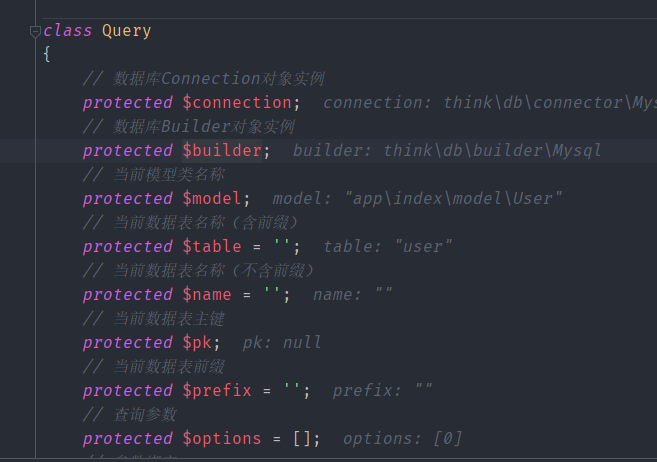 class Query
{
// 数据库Connection对象实例
protected $connection; connection: think\db\connector\Mys
// 数据库Builder对象实例
protected $builder; builder: think\db\builder\Mysql
// 当前模型类名称
protected $model; model: "app\index\model\User"
// 当前数据表名称（含前缀）
protected $table = ''; table: "user"
// 当前数据表名称（不含前缀）
protected $name = ''; name: ""
// 当前数据表主键
protected $pk; pk: null
// 当前数据表前缀
protected $prefix = ''; prefix: ""
// 查询参数
protected $options = []; options: [0]